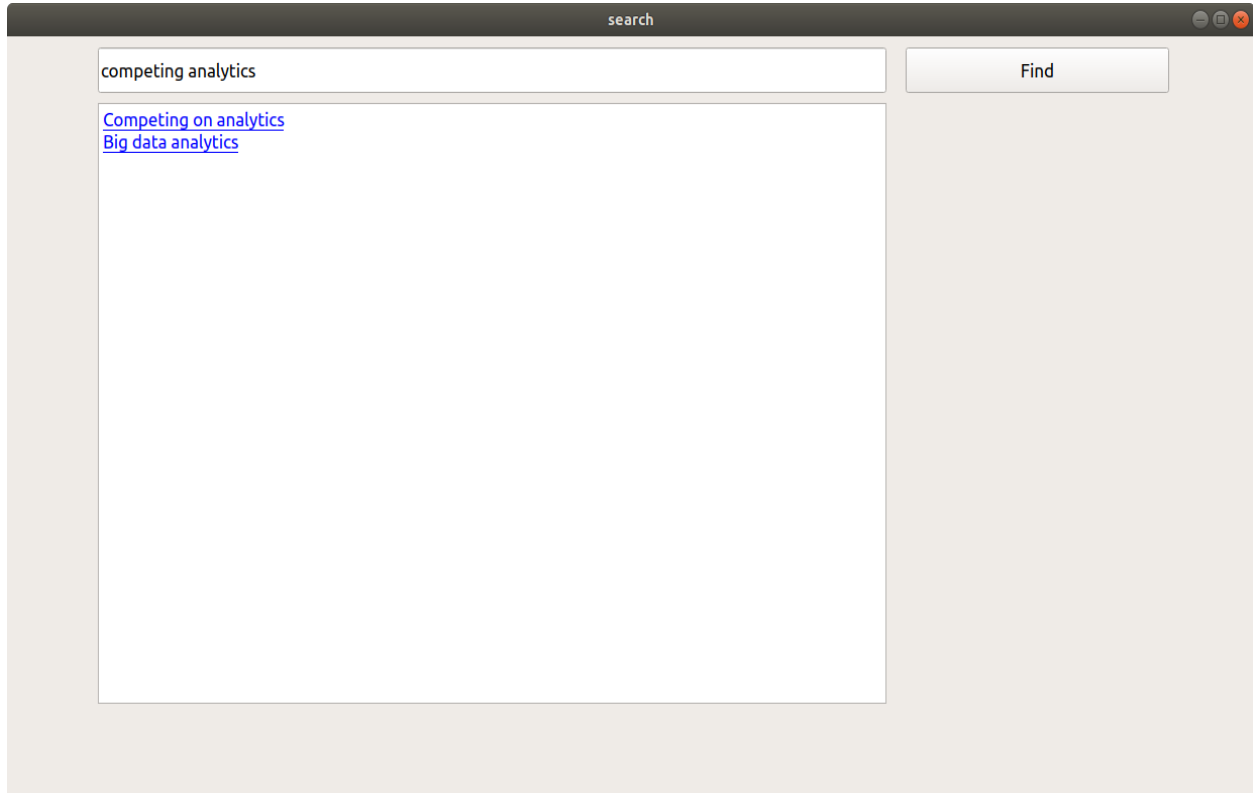 search
competing analytics
Find
Competing on analytics
Big data analytics